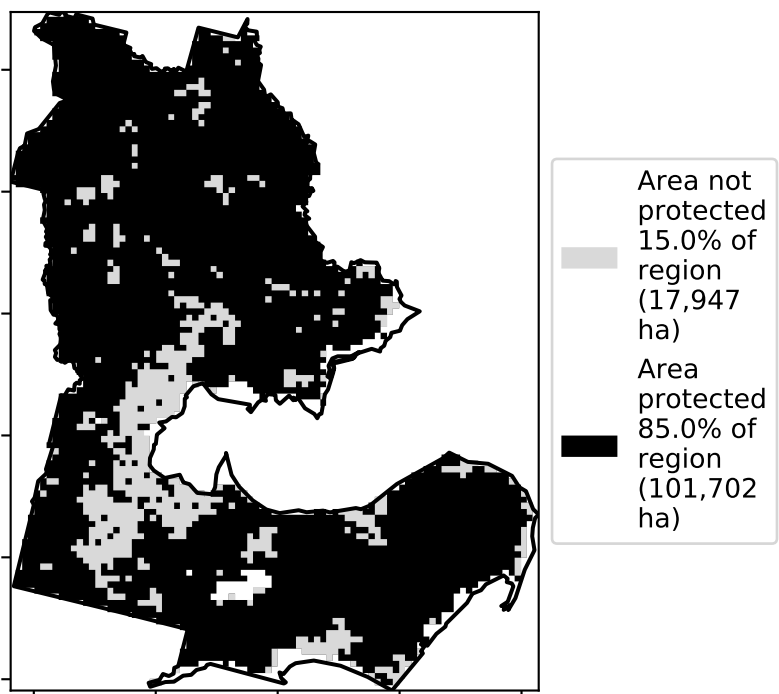 Area not
protected
15.0% of
region
(17,947
ha)
Area
protected
85.0% of
region
(101,702
ha)